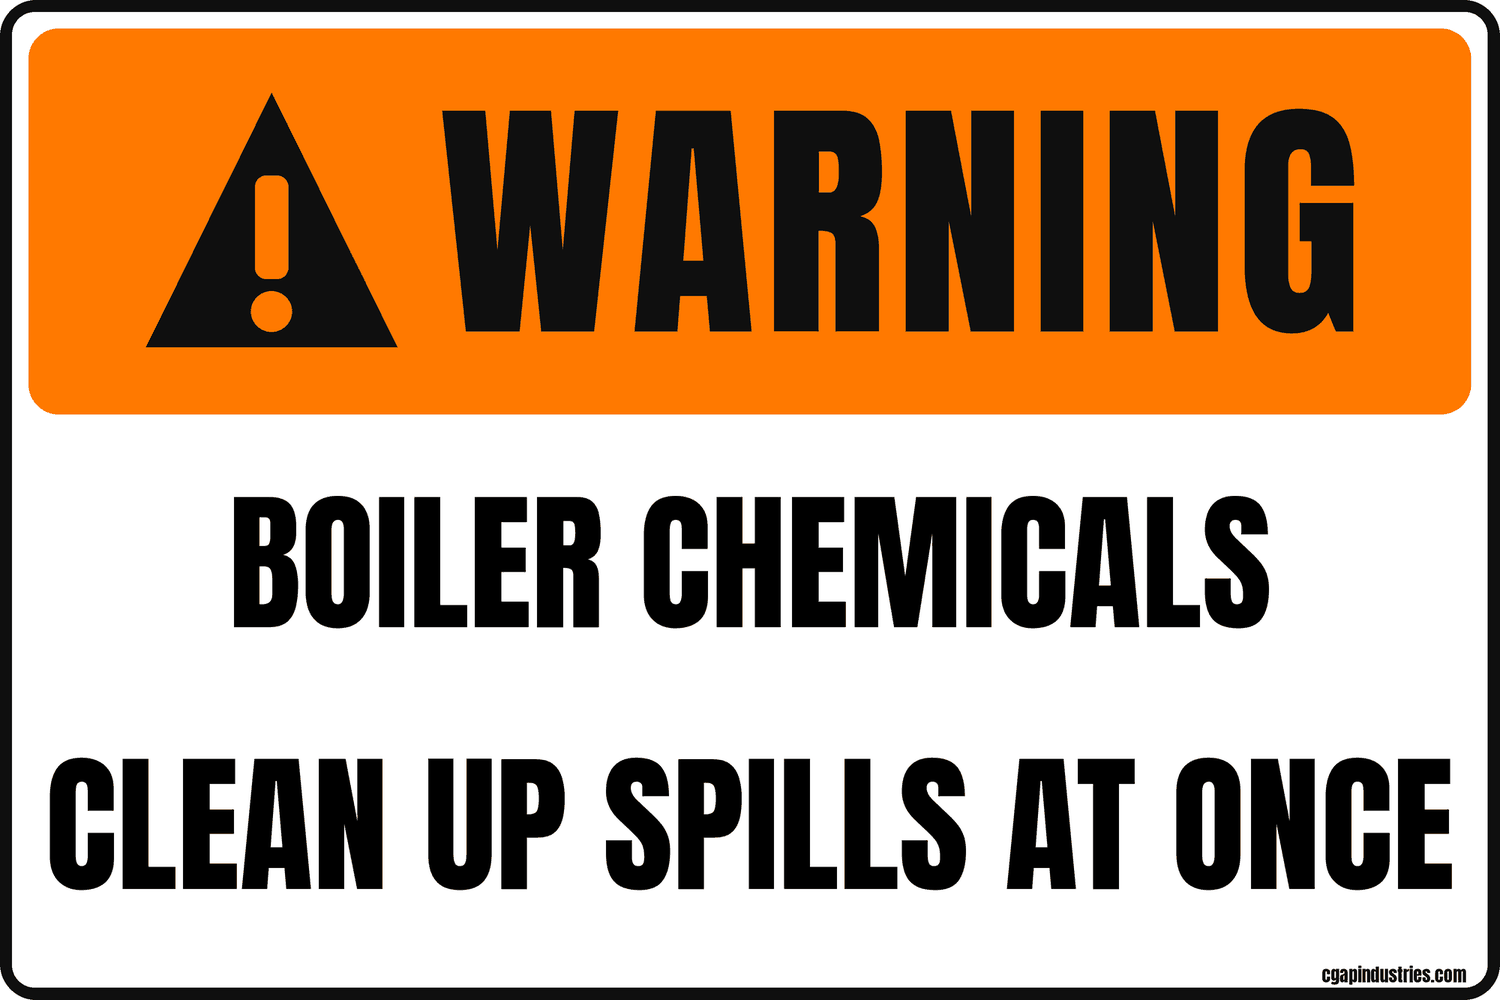 WARNING
BOILER CHEMICALS
CLEAN UP SPILLS AT ONCE
cgapindustries.com